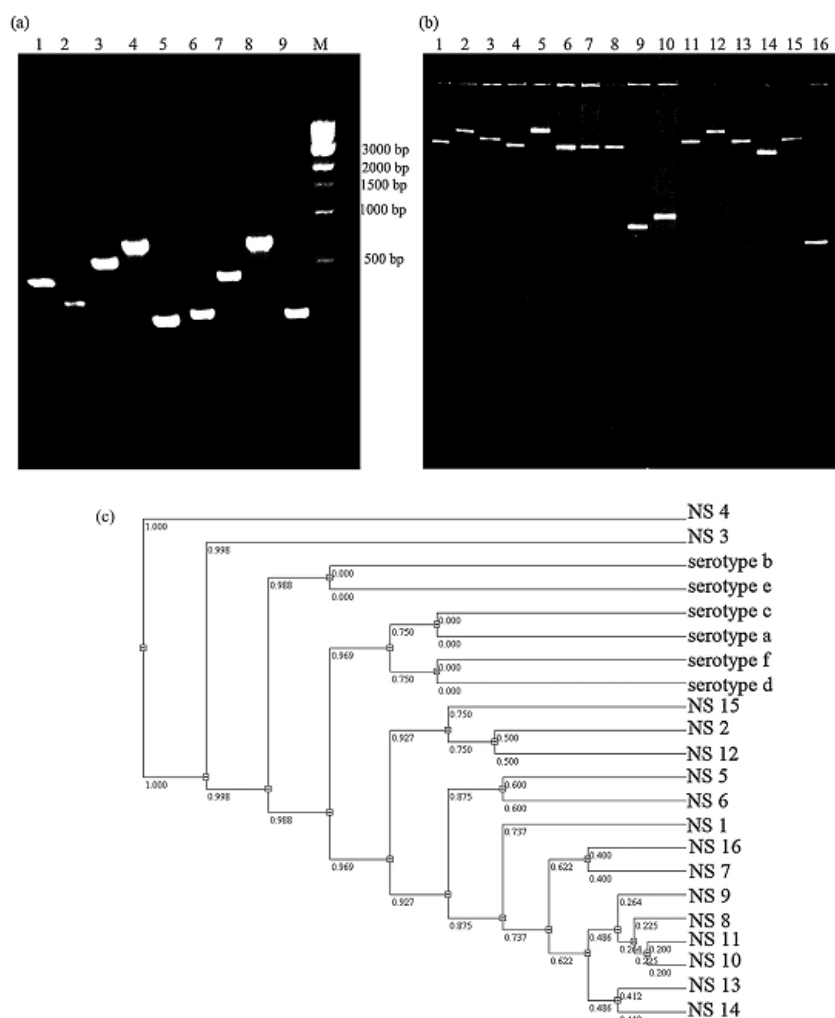 (a)
1 2 3 4 5 6 7 8 9 M
3000 bp
2000 bp
1500 bp
1000 bp
500 bp
(b)
1 2 3 4 5 6 7 8 9 10 11 12 13 14 15 16
(c)
NS 4
1.000
NS 3
0.998
serotype b
0.000
0.988
serotype e
0.000
serotype c
0.000
0.750
serotype a
0.000
0.969
serotype f
0.000
0.750
serotype d
0.000
NS 15
0.750
NS 2
0.927
0.500
0.750
NS 12
0.500
NS 5
1.000
0.998
0.600
0.875
NS 6
0.988
0.600
NS 1
0.737
NS 16
0.400
0.969
0.622
NS 7
0.400
NS 9
0.927
0.264
NS 8
0.875
0.225
0.737
0.486
NS 11
0.622
0.264
0.200
0.225
NS 10
0.200
NS 13
0.412
0.486
NS 14